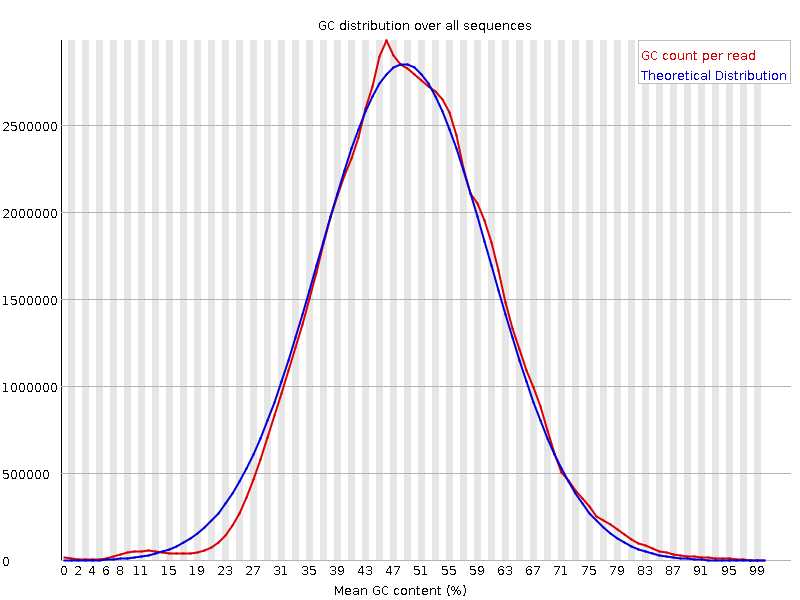 GC distribution over all sequences
GC count per read
Theoretical Distribution
2500000
2000000
1500000
1000000
500000
0
0 2 4 6 8 11 15 19 23 27 31 35 39 43 47 51 55 59 63 67 71 75 79 83 87 91 95 99
Mean GC content (%)